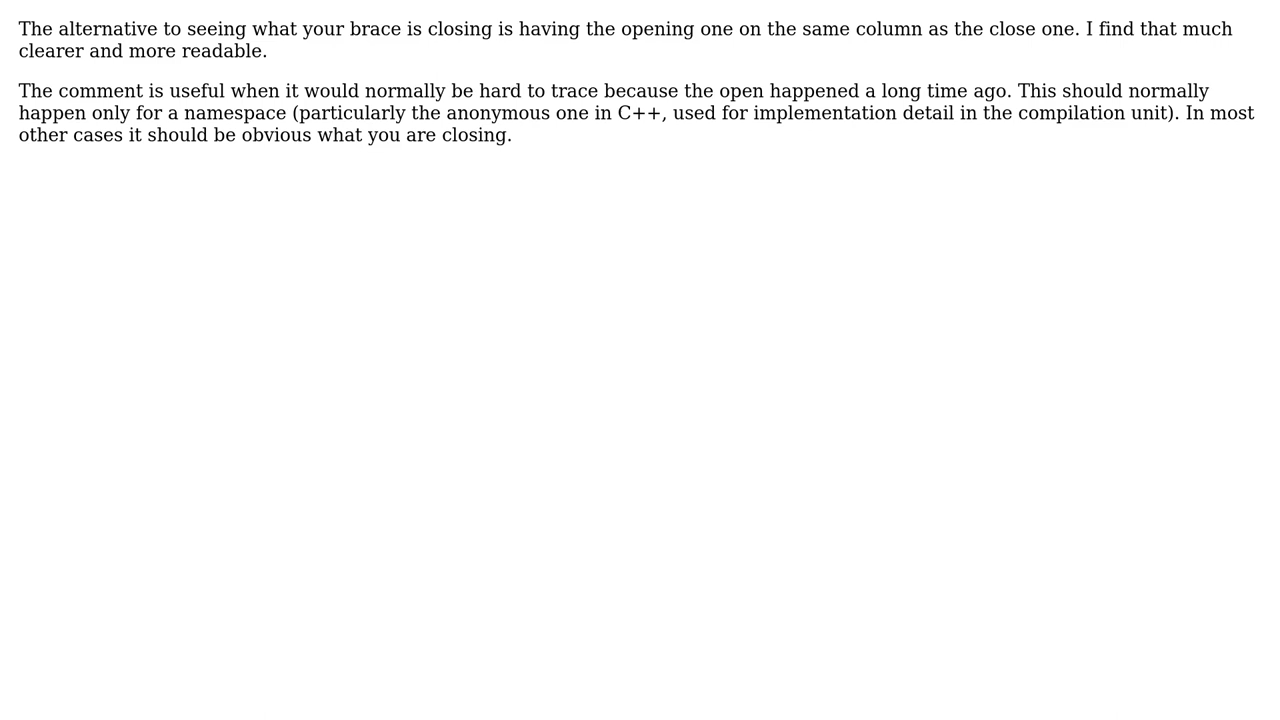 The alternative to seeing what your brace is closing is having the opening one on the same column as the close one. I find that much
clearer and more readable.
The comment is useful when it would normally be hard to trace because the open happened a long time ago. This should normally
happen only for a namespace (particularly the anonymous one in C++, used for implementation detail in the compilation unit). In most
other cases it should be obvious what you are closing.